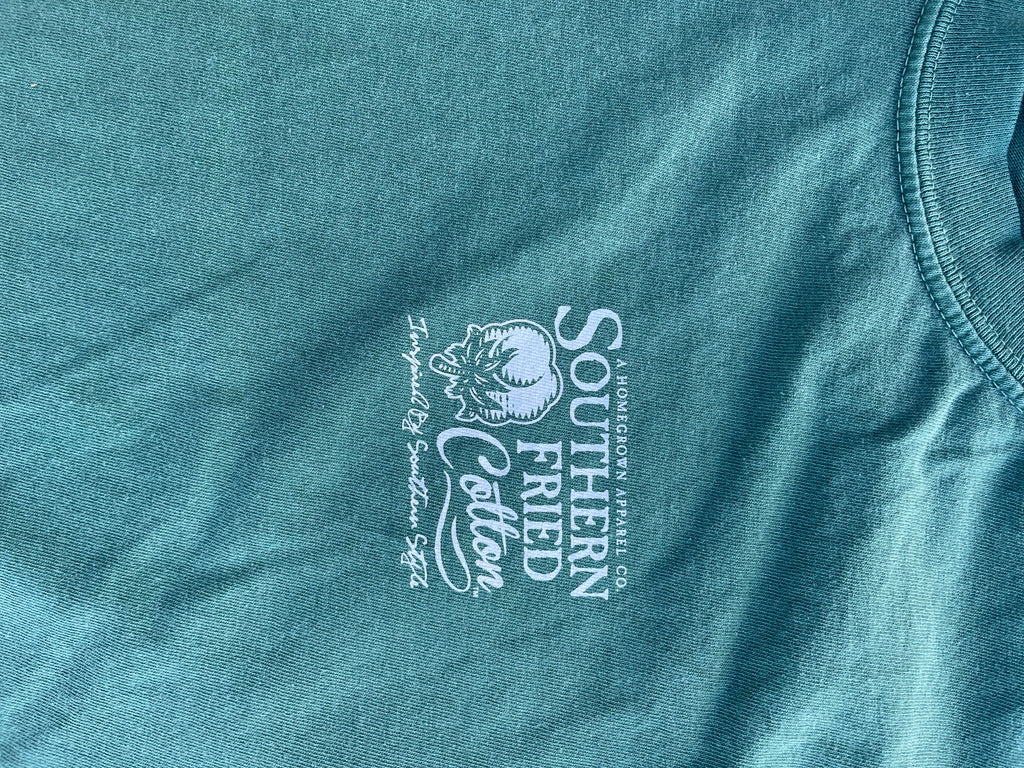 A HOMEGROWN APPAREL CO.
SOUTHERN
FRIED
Cotton™
Inspired By Southern Style